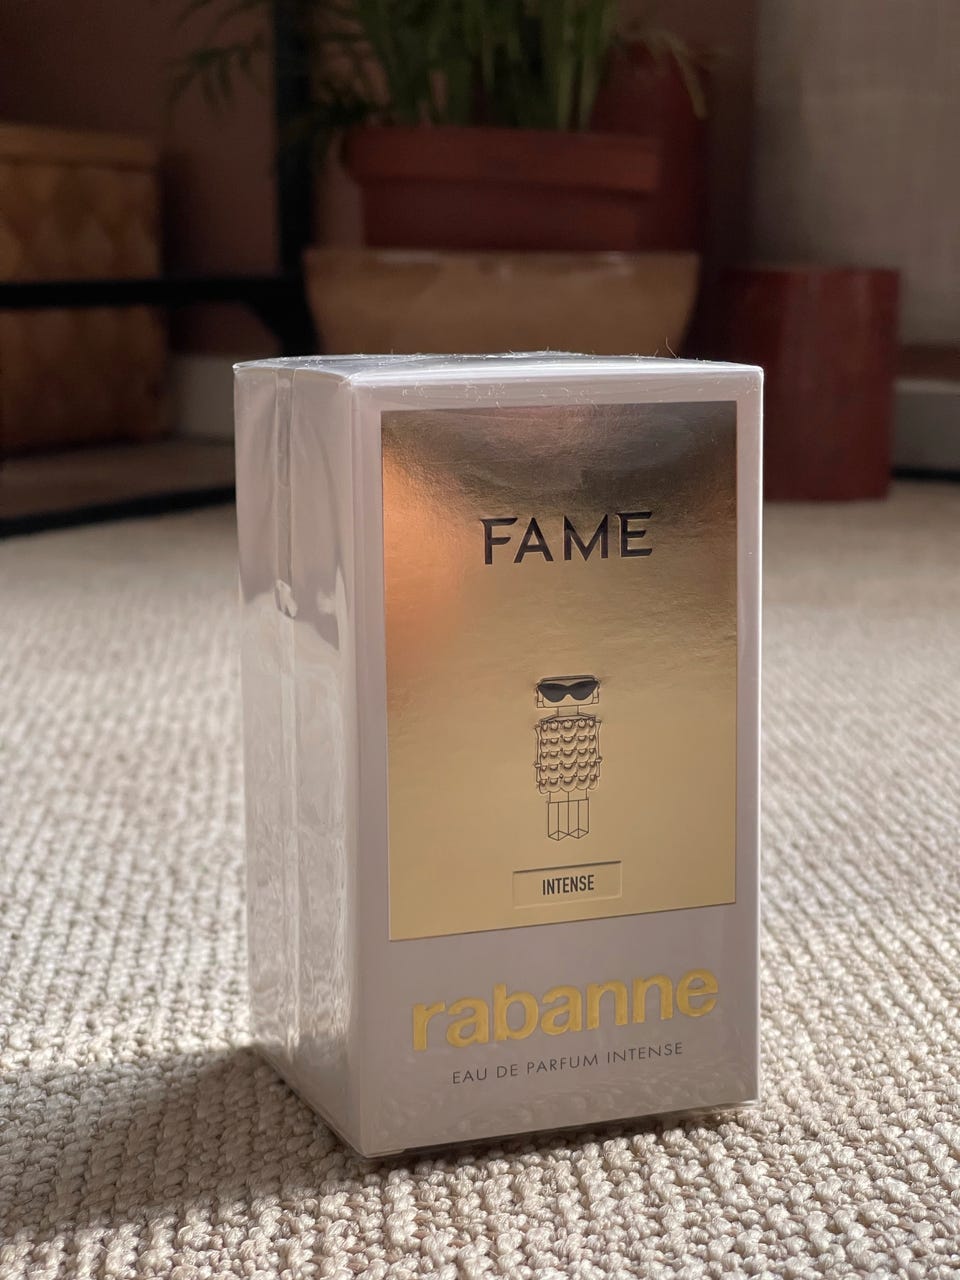 FAME
INTENSE
rabanne
EAU DE PARFUM INTENSE